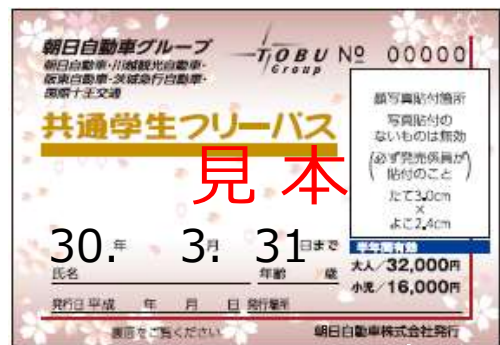 朝日自動車グループ
朝日自動車・川越観光自動車・
阪東自動車・茨城急行自動車・
国際十王交通
TOBU Group
Nº 00000
共通学生フリーパス
見本
顔写真貼付箇所
写真貼付の
ないものは無効
(必ず発売係員が
貼付のこと)
たて3.0cm
×
よこ2.4cm
30.年 3.月 31日まで
半年間有効
氏名 年齢 歳
大人/32,000円
小児/16,000円
発行日 平成 年 月 日 発行箇所
裏面をご覧ください
朝日自動車株式会社発行